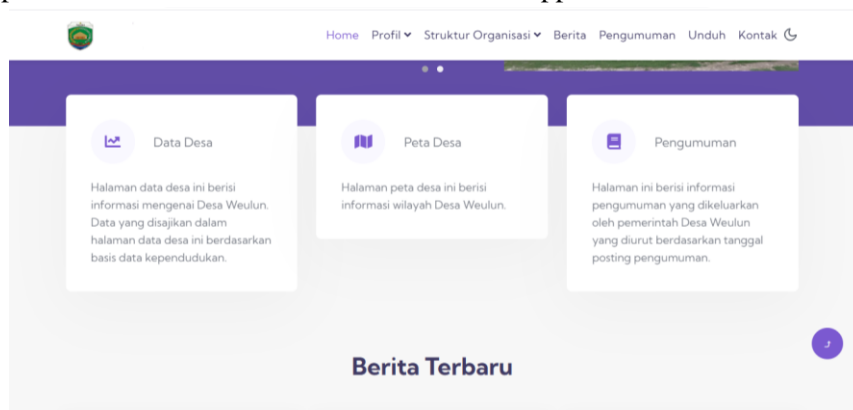 Home Profil Struktur Organisasi Berita Pengumuman Unduh Kontak
Data Desa
Halaman data desa ini berisi
informasi mengenai Desa Weulun.
Data yang disajikan dalam
halaman data desa ini berdasarkan
basis data kependudukan.
Peta Desa
Halaman peta desa ini berisi
informasi wilayah Desa Weulun.
Pengumuman
Halaman ini berisi informasi
pengumuman yang dikeluarkan
oleh pemerintah Desa Weulun
yang diurut berdasarkan tanggal
posting pengumuman.
Berita Terbaru